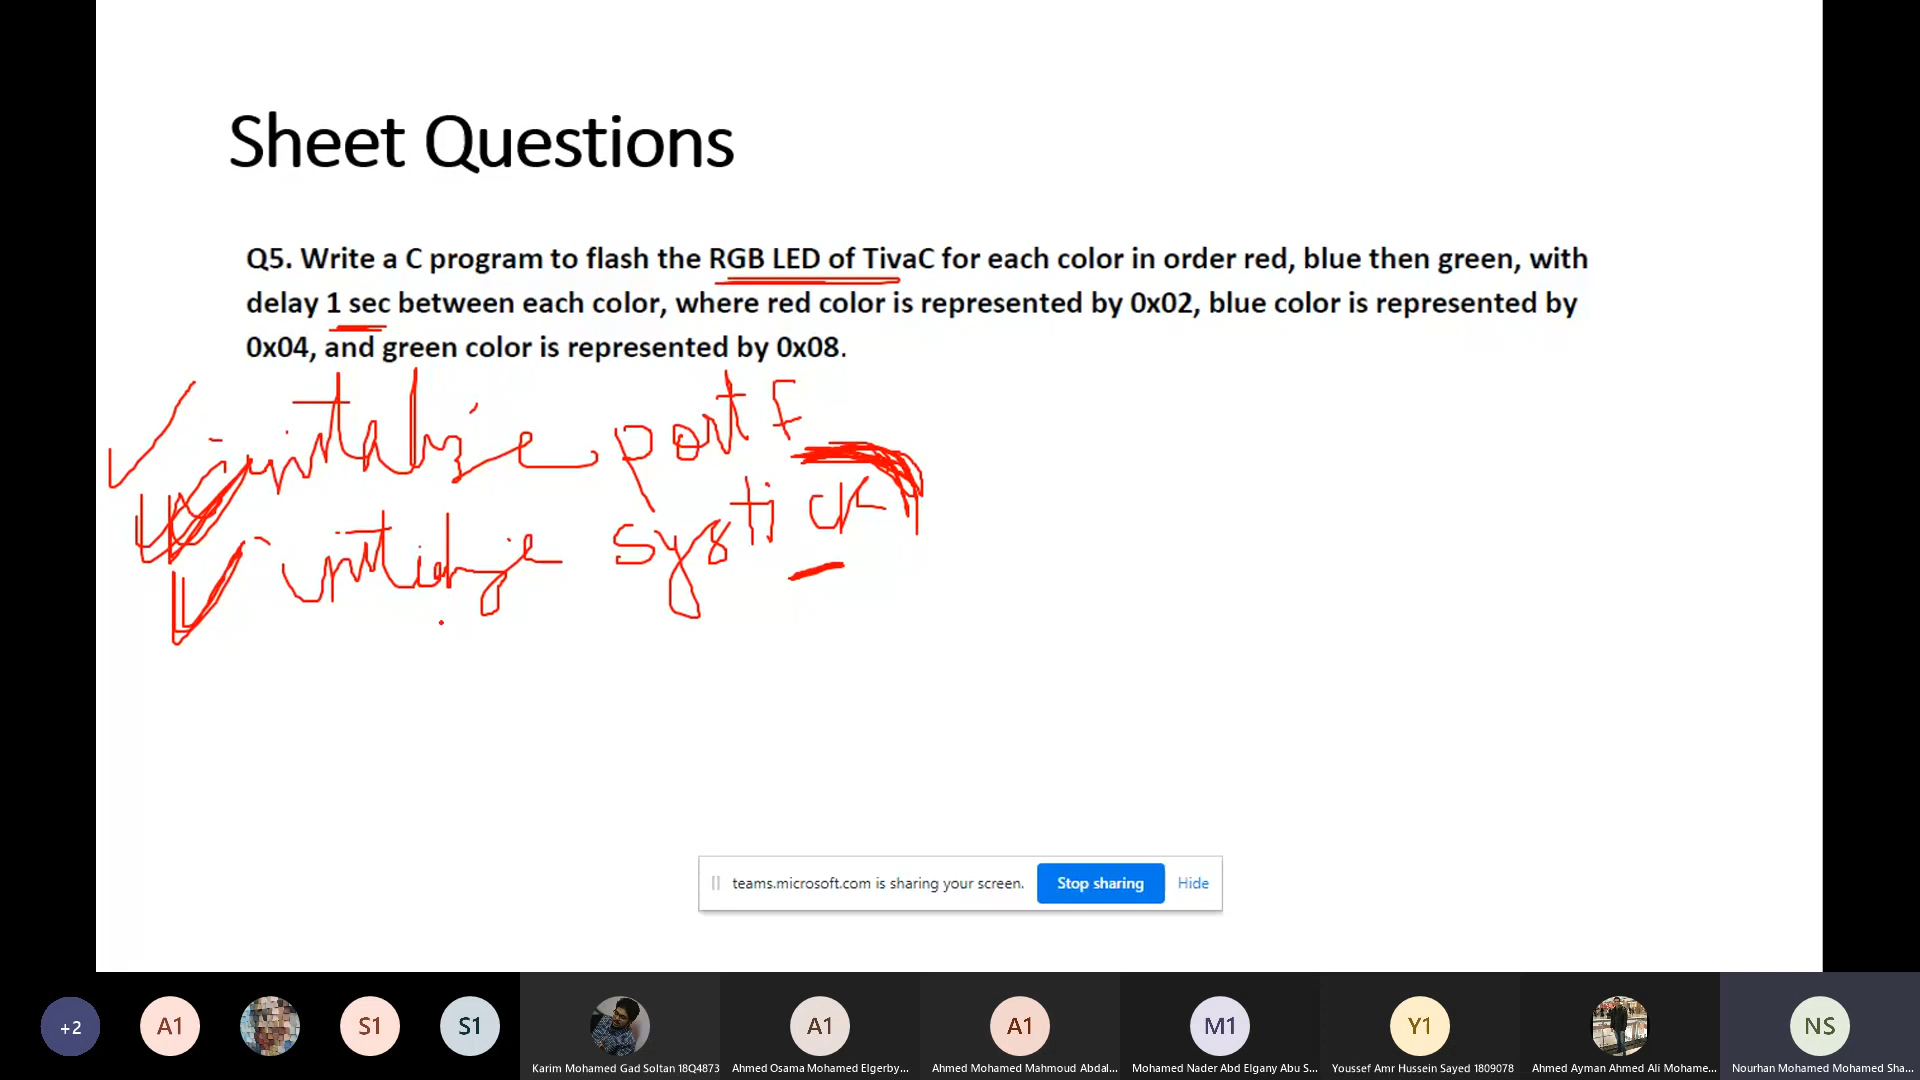 Sheet Questions
Q5. Write a C program to flash the RGB LED of TivaC for each color in order red, blue then green, with
delay 1 sec between each color, where red color is represented by 0x02, blue color is represented by
0x04, and green color is represented by 0x08.
initalize port F
initialize systick
teams.microsoft.com is sharing your screen. Stop sharing Hide
+2 A1 S1 S1 A1 A1 M1 Y1 NS
Karim Mohamed Gad Soltan 18Q4873 Ahmed Osama Mohamed Elgerby... Ahmed Mohamed Mahmoud Abdal... Mohamed Nader Abd Elgany Abu S... Youssef Amr Hussein Sayed 1809078 Ahmed Ayman Ahmed Ali Mohame... Nourhan Mohamed Mohamed Sha...